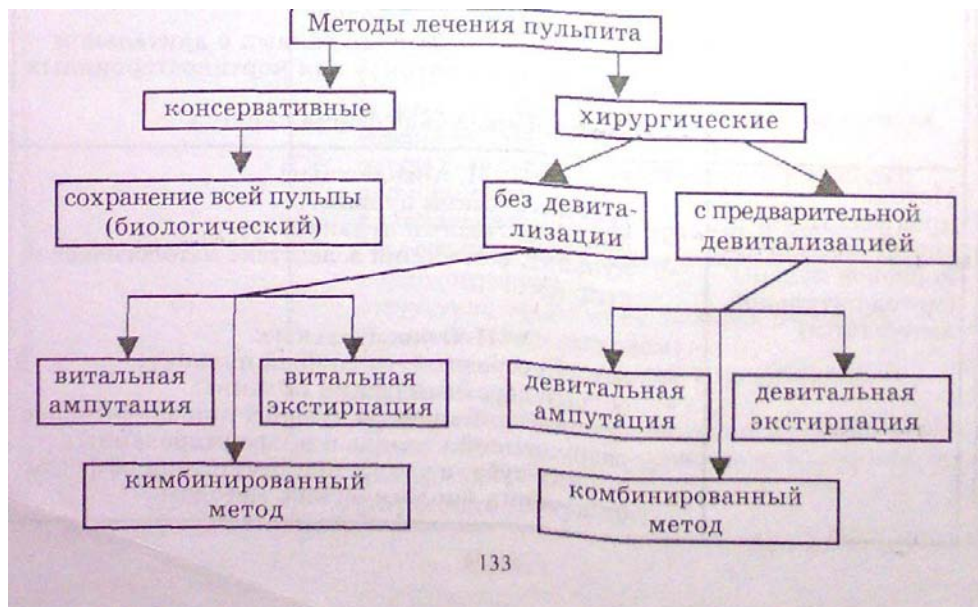 Методы лечения пульпита
консервативные
хирургические
сохранение всей пульпы
(биологический)
без девита-
лизации
с предварительной
девитализацией
витальная
ампутация
витальная
экстирпация
девитальная
ампутация
девитальная
экстирпация
кимбинированный
метод
комбинированный
метод
133